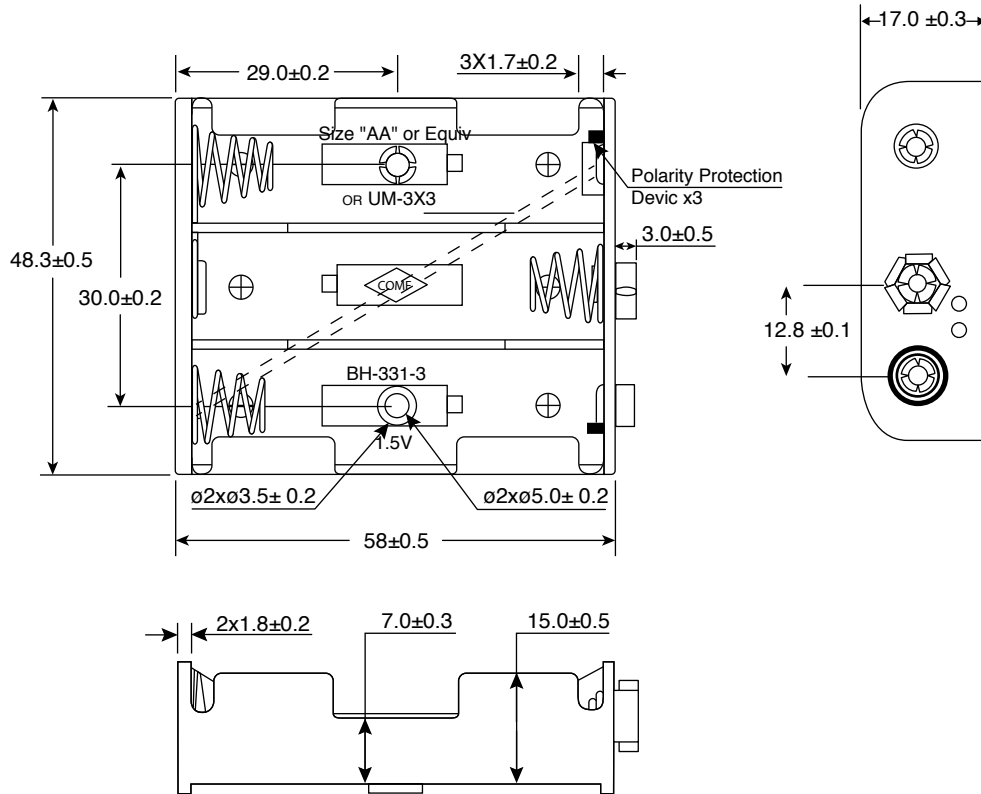 17.0 ±0.3
29.0±0.2
3X1.7±0.2
Size "AA" or Equiv
Polarity Protection
Devic x3
OR UM-3X3
3.0±0.5
48.3±0.5
30.0±0.2
COMF
12.8 ±0.1
BH-331-3
1.5V
ø2xø3.5± 0.2
ø2xø5.0± 0.2
58±0.5
2x1.8±0.2
7.0±0.3
15.0±0.5